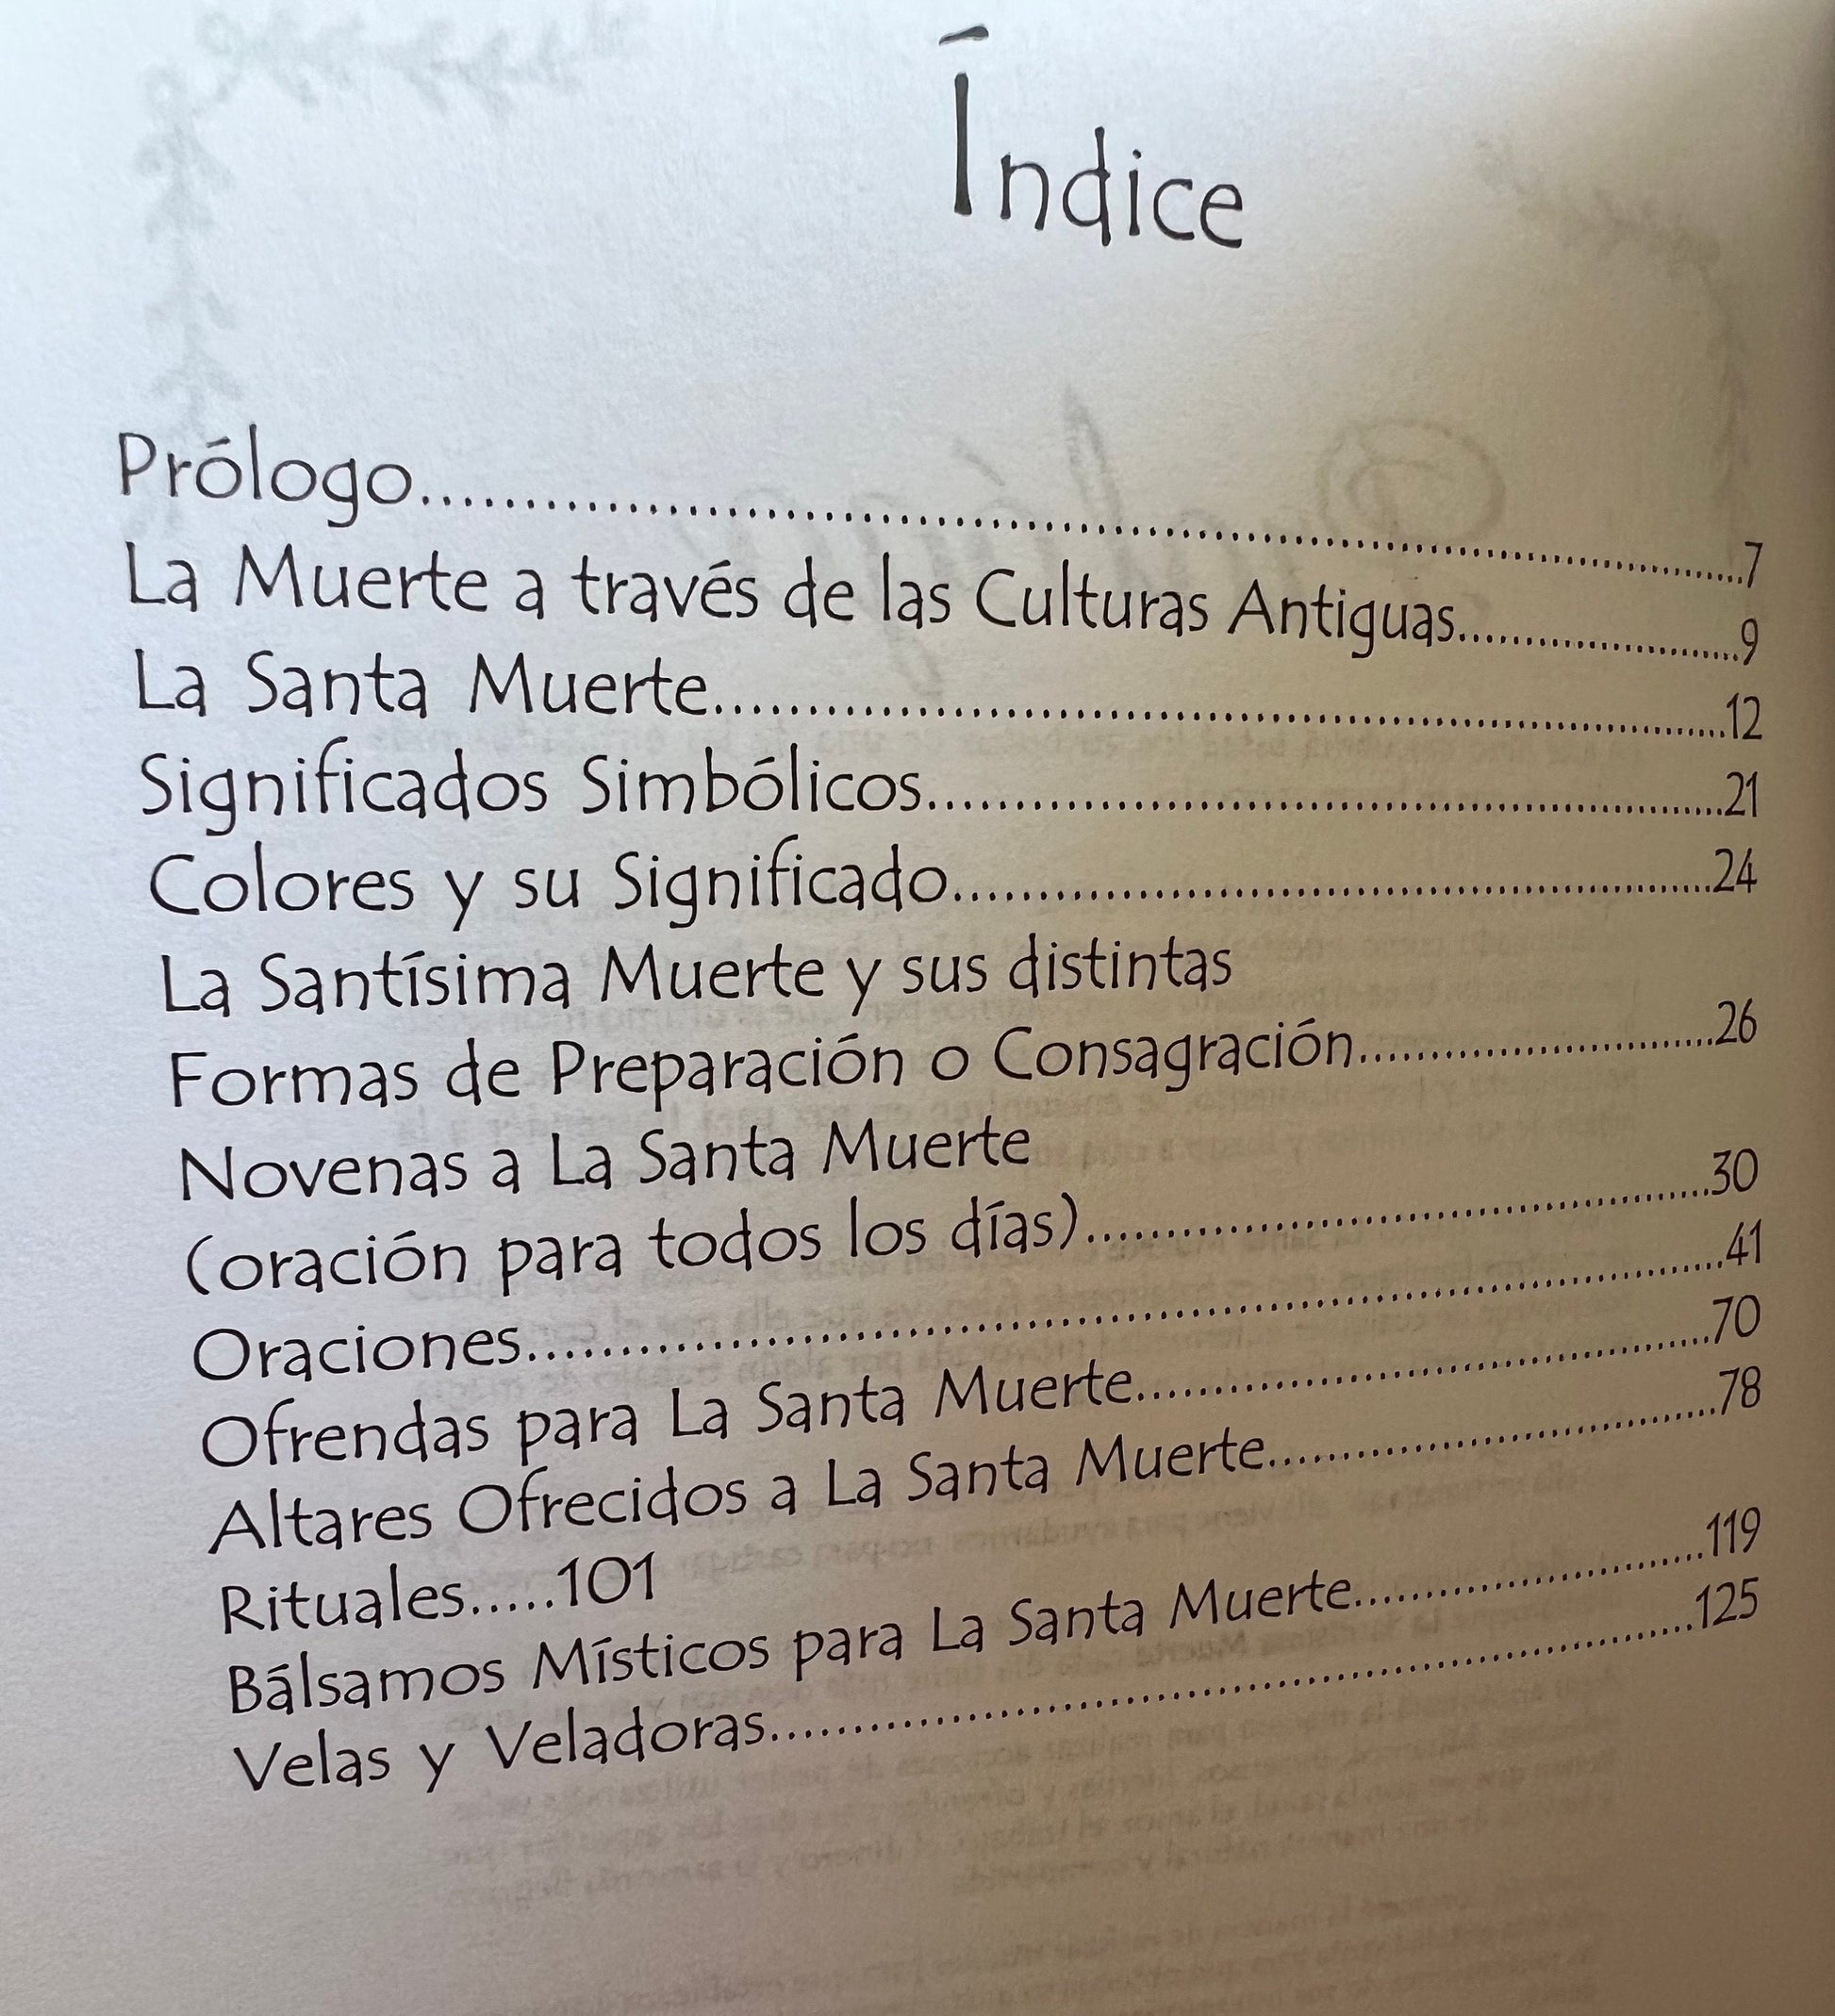 Índice
Prólogo........................................................................7
La Muerte a través de las Culturas Antiguas......................9
La Santa Muerte..........................................................12
Significados Simbólicos................................................21
Colores y su Significado...............................................24
La Santísima Muerte y sus distintas
Formas de Preparación o Consagración..........................26
Novenas a La Santa Muerte
(oración para todos los días).........................................30
Oraciones....................................................................41
Ofrendas para La Santa Muerte.....................................70
Altares Ofrecidos a La Santa Muerte..............................78
Rituales.....101
Bálsamos Místicos para La Santa Muerte........................119
Velas y Veladoras.........................................................125